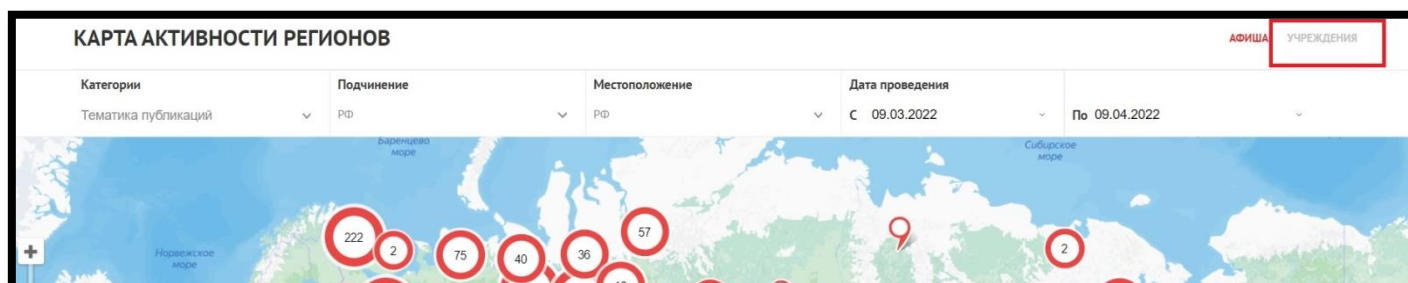 КАРТА АКТИВНОСТИ РЕГИОНОВ
АФИША УЧРЕЖДЕНИЯ
Категории Подчинение Местоположение Дата проведения
Тематика публикаций РФ РФ С 09.03.2022 По 09.04.2022
Баренцево
море
Сибирское
море
222 2 75 40 36 57 2
Норвежское
море
+